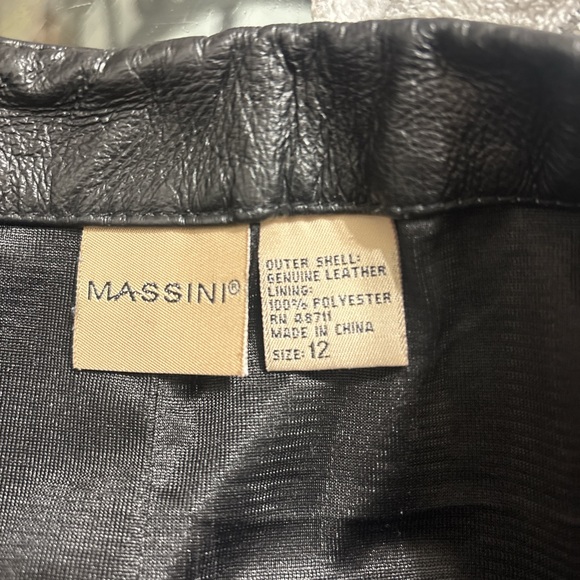 MASSINI®
OUTER SHELL:
GENUINE LEATHER
LINING:
100% POLYESTER
RN 48711
MADE IN CHINA
SIZE: 12